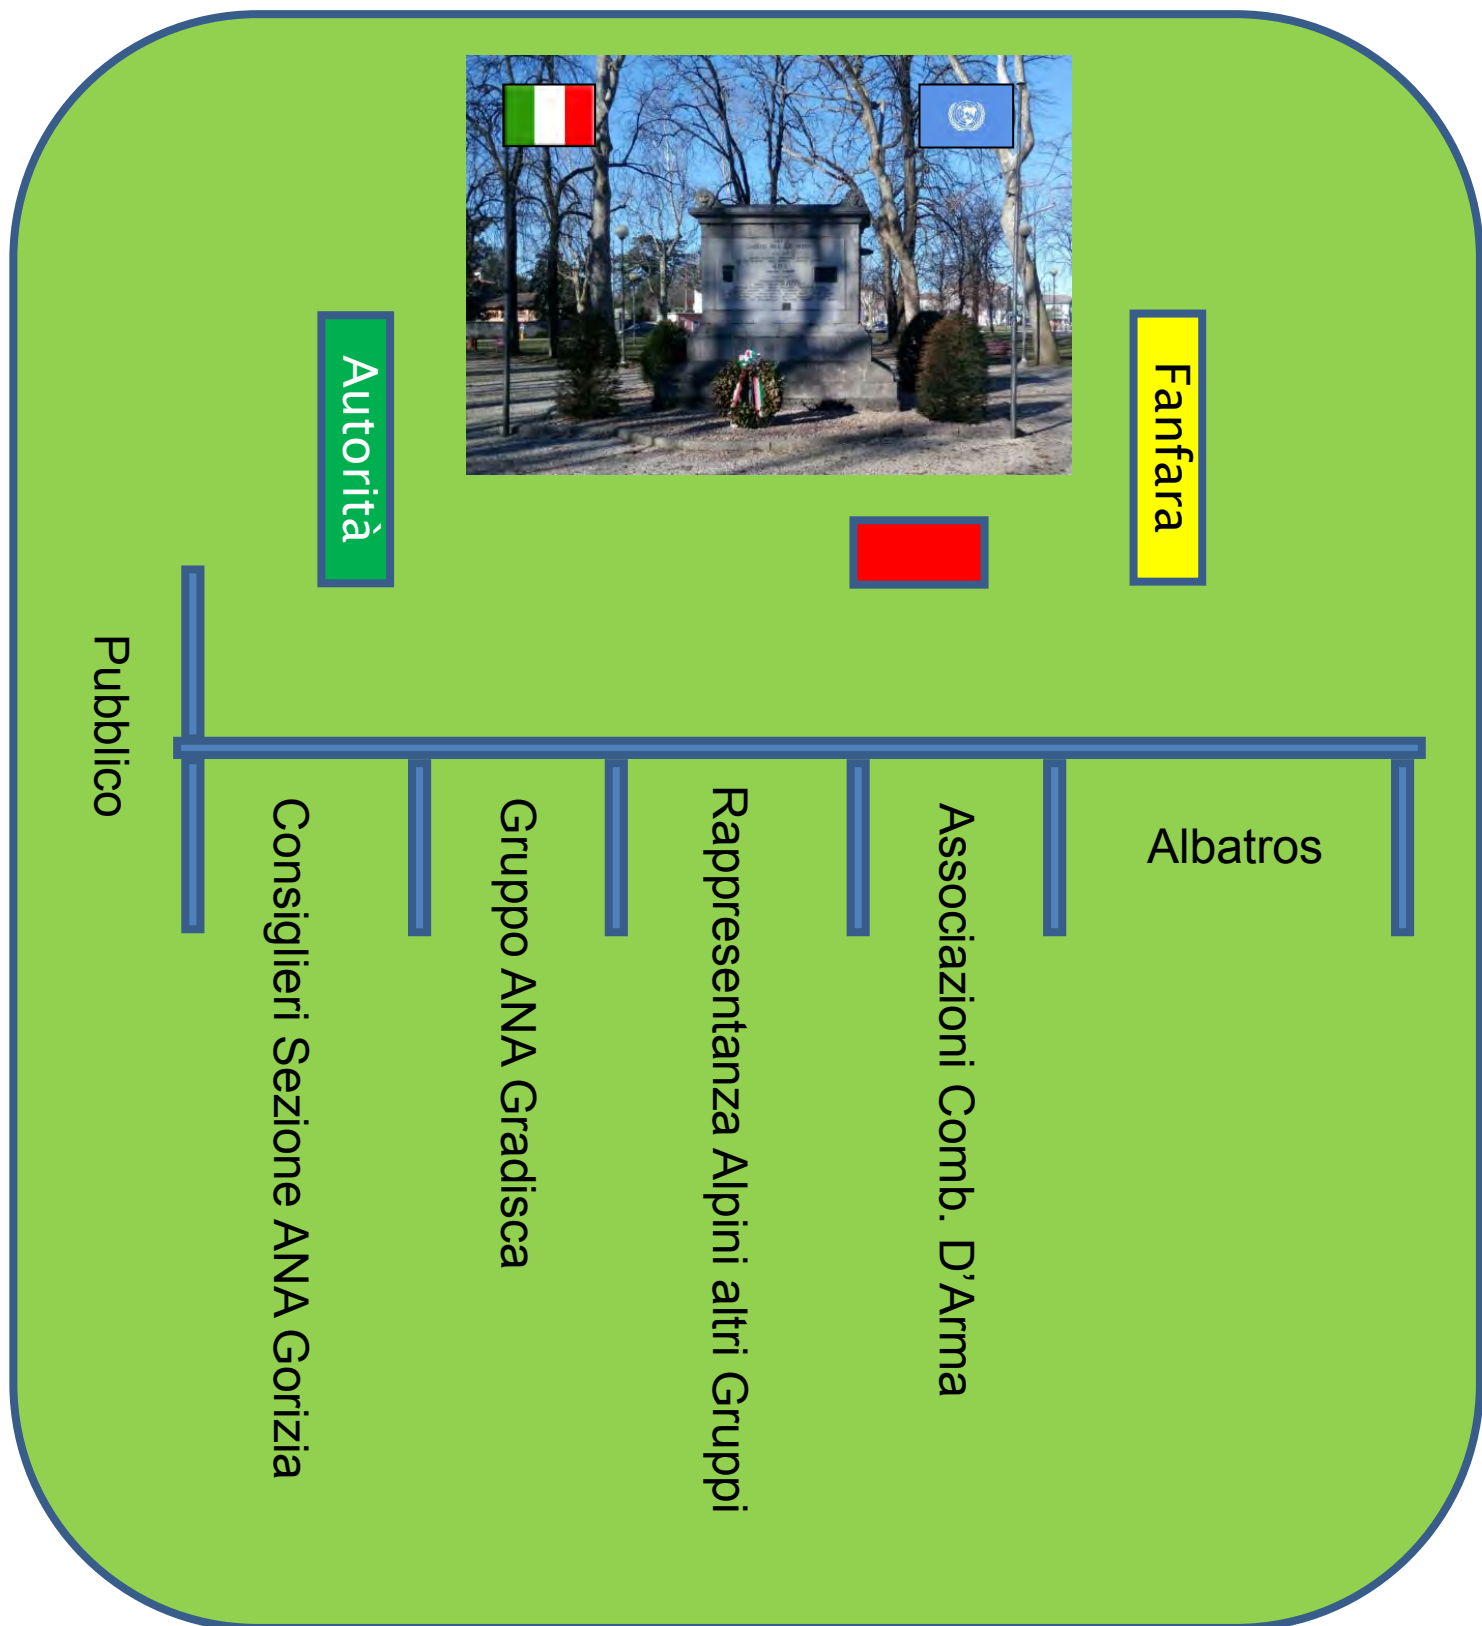 Autorità
Fanfara
Pubblico
Consiglieri Sezione ANA Gorizia
Gruppo ANA Gradisca
Rappresentanza Alpini altri Gruppi
Associazioni Comb. D'Arma
Albatros